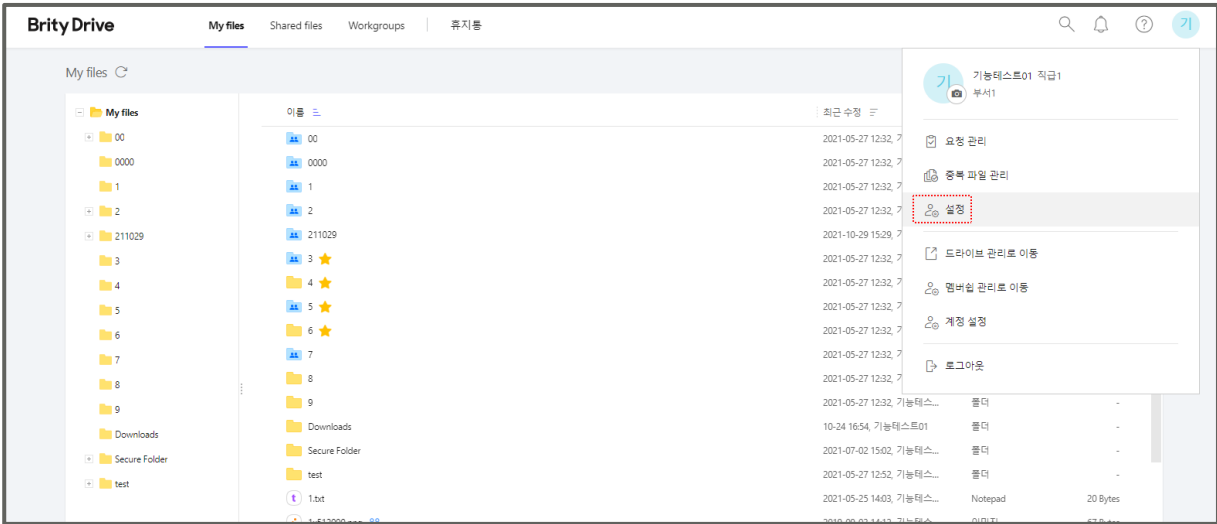 Brity Drive My files Shared files Workgroups 휴지통 기
My files
기
기능테스트01 직급1
부서1
요청 관리
중복 파일 관리
설정
드라이브 관리로 이동
멤버쉽 관리로 이동
계정 설정
로그아웃
My files
00
0000
1
2
211029
3
4
5
6
7
8
9
Downloads
Secure Folder
test
이름 최근 수정
00 2021-05-27 12:32, 기
0000 2021-05-27 12:32, 기
1 2021-05-27 12:32, 7
2 2021-05-27 12:32, 7
211029 2021-10-29 15:29, 7
3 2021-05-27 12:32, 7
4 2021-05-27 12:32, 7
5 2021-05-27 12:32, 7
6 2021-05-27 12:32, 7
7 2021-05-27 12:32, 7
8 2021-05-27 12:32, 7
9 2021-05-27 12:32, 기능테스... 폴더 -
Downloads 10-24 16:54, 기능테스트01 폴더 -
Secure Folder 2021-07-02 15:02, 기능테스... 폴더 -
test 2021-05-27 12:52, 기능테스... 폴더 -
t 1.txt 2021-05-25 14:03, 기능테스... Notepad 20 Bytes